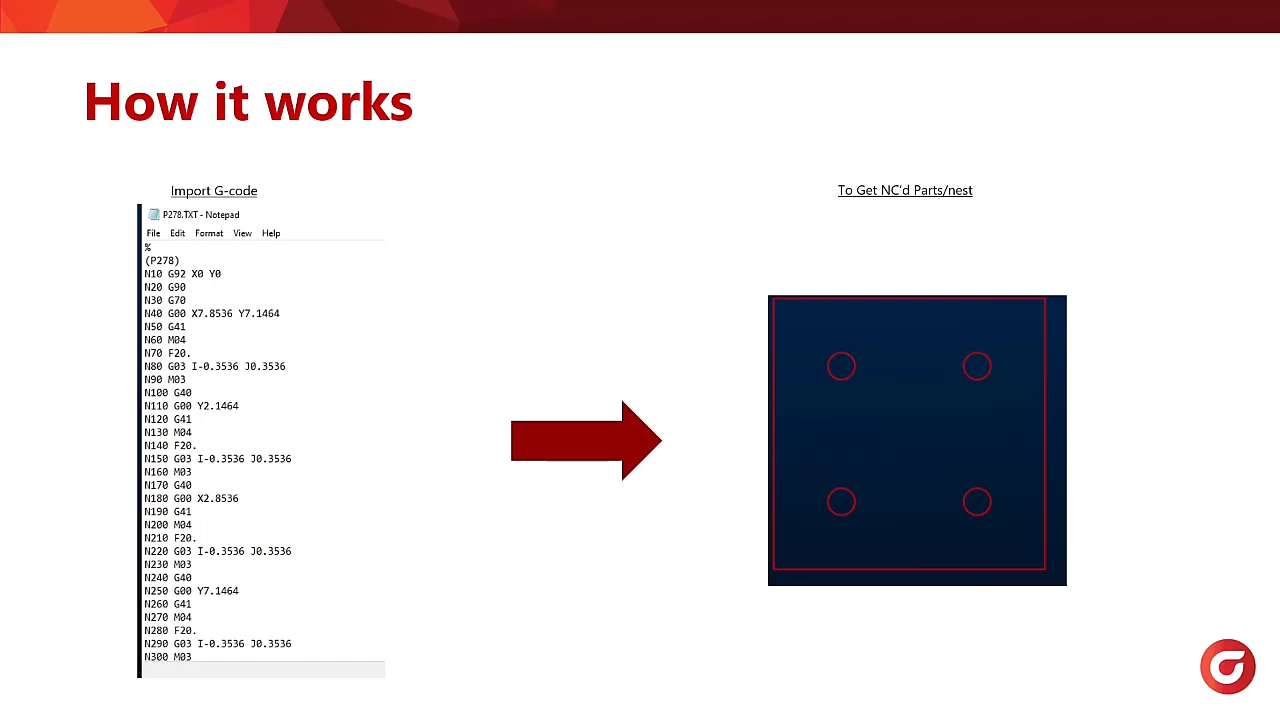 How it works
Import G-code
To Get NC'd Parts/nest
P278.TXT - Notepad
File Edit Format View Help
%
(P278)
N10 G92 X0 Y0
N20 G90
N30 G70
N40 G00 X7.8536 Y7.1464
N50 G41
N60 M04
N70 F20.
N80 G03 I-0.3536 J0.3536
N90 M03
N100 G40
N110 G00 Y2.1464
N120 G41
N130 M04
N140 F20.
N150 G03 I-0.3536 J0.3536
N160 M03
N170 G40
N180 G00 X2.8536
N190 G41
N200 M04
N210 F20.
N220 G03 I-0.3536 J0.3536
N230 M03
N240 G40
N250 G00 Y7.1464
N260 G41
N270 M04
N280 F20.
N290 G03 I-0.3536 J0.3536
N300 M03